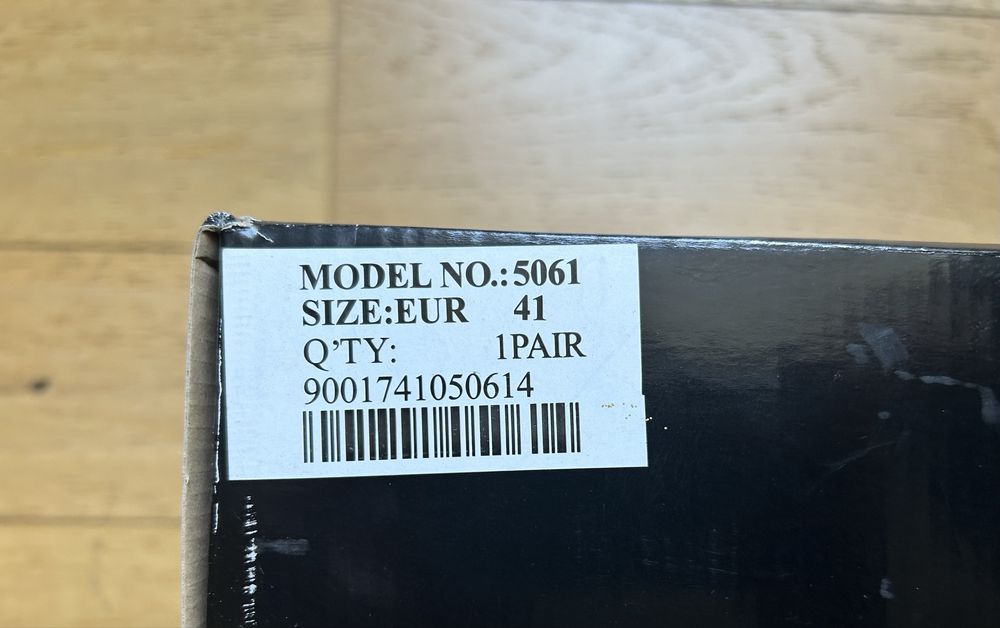 MODEL NO.: 5061
SIZE:EUR 41
Q’TY: 1PAIR
9001741050614